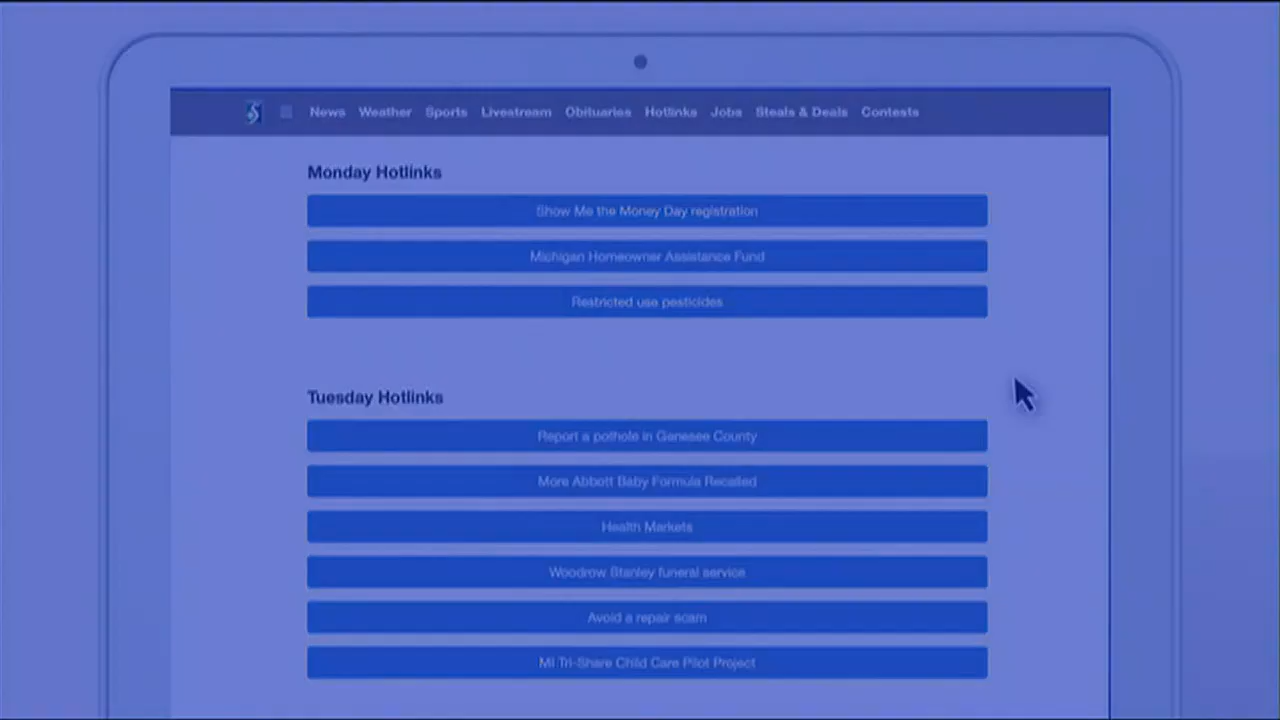 5
News Weather Sports Livestream Obituaries Hotlinks Jobs Steals & Deals Contests
Monday Hotlinks
Show Me the Money Day registration
Michigan Homeowner Assistance Fund
Restricted use pesticides
Tuesday Hotlinks
Report a pothole in Genesee County
More Abbott Baby Formula Recalled
Health Markets
Woodrow Stanley funeral service
Avoid a repair scam
MI Tri-Share Child Care Pilot Project